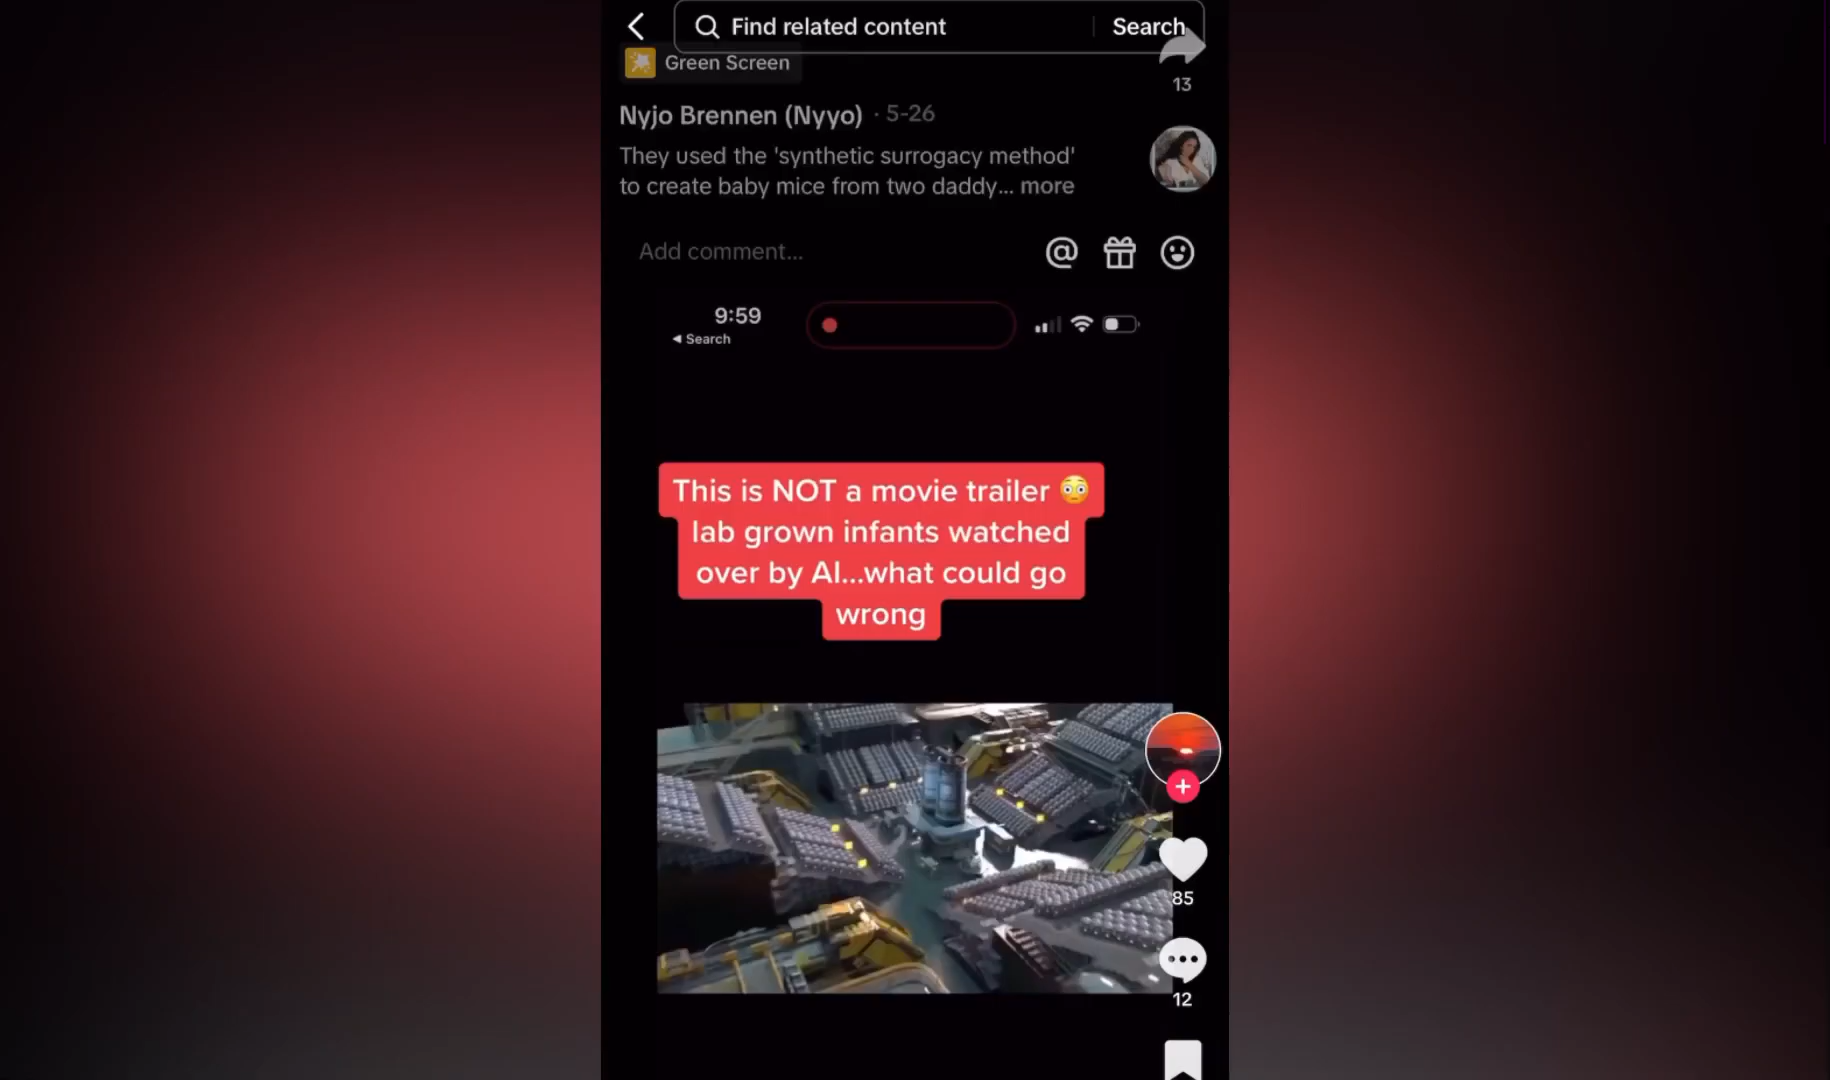 Find related content
Search
Green Screen
13
Nyjo Brennen (Nyyo) · 5-26
They used the 'synthetic surrogacy method'
to create baby mice from two daddy... more
Add comment...
9:59
◀ Search
This is NOT a movie trailer 😳
lab grown infants watched
over by AI...what could go
wrong
85
12